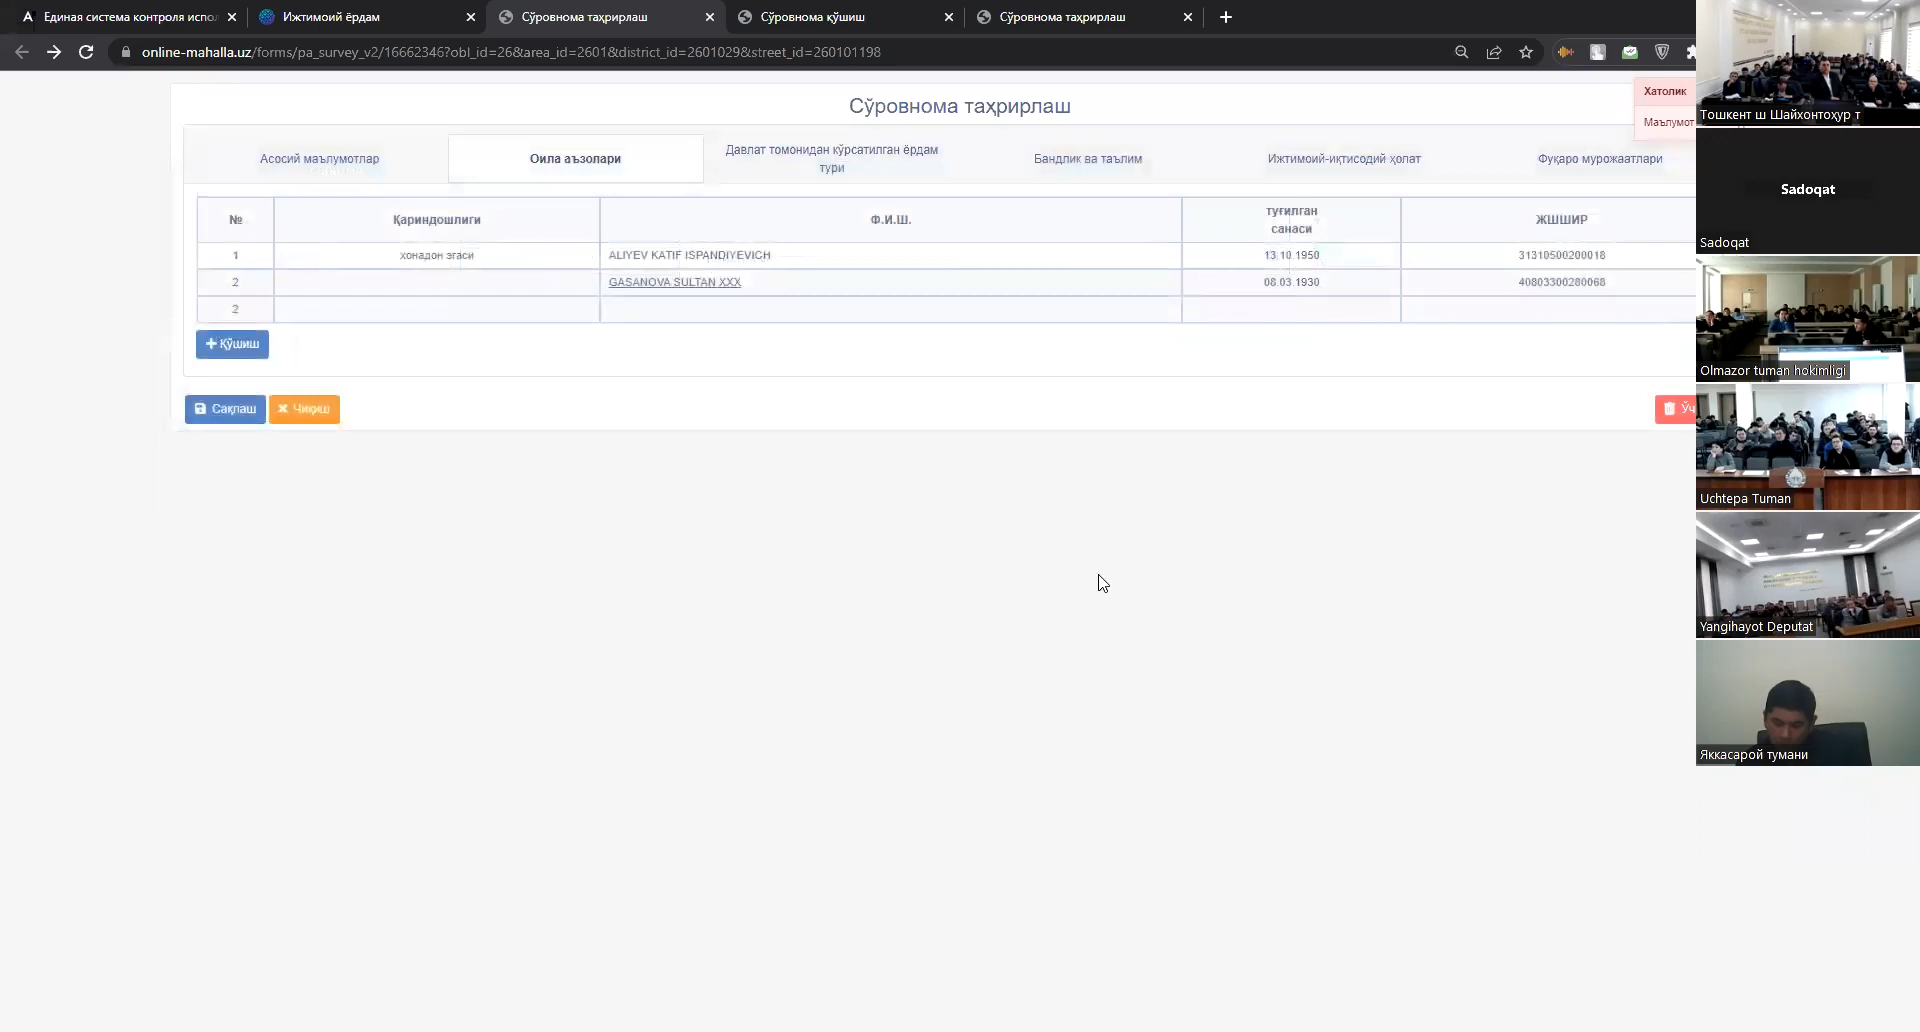 Единая система контроля испол
Ижтимоий ёрдам
Сўровнома таҳрирлаш
Сўровнома қўшиш
Сўровнома таҳрирлаш
online-mahalla.uz/forms/pa_survey_v2/16662346?obl_id=26&area_id=2601&district_id=2601029&street_id=260101198
Сўровнома таҳрирлаш
Хатолик
Маълумот
Асосий маълумотлар
Оила аъзолари
Давлат томонидан кўрсатилган ёрдам
тури
Бандлик ва таълим
Ижтимоий-иқтисодий ҳолат
Фуқаро мурожаатлари
№ Қариндошлиги Ф.И.Ш. туғилган санаси ЖШШИР
1 хонадон эгаси ALIYEV KATIF ISPANDIYEVICH 13.10.1950 31310500200018
2 GASANOVA SULTAN XXX 08.03.1930 40803300280068
2
Қўшиш
Сақлаш
Чиқиш
Ўч
Тошкент ш Шайхонтоҳур т
Sadoqat
Sadoqat
Olmazor tuman hokimligi
Uchtepa Tuman
Yangihayot Deputat
Яккасарой тумани